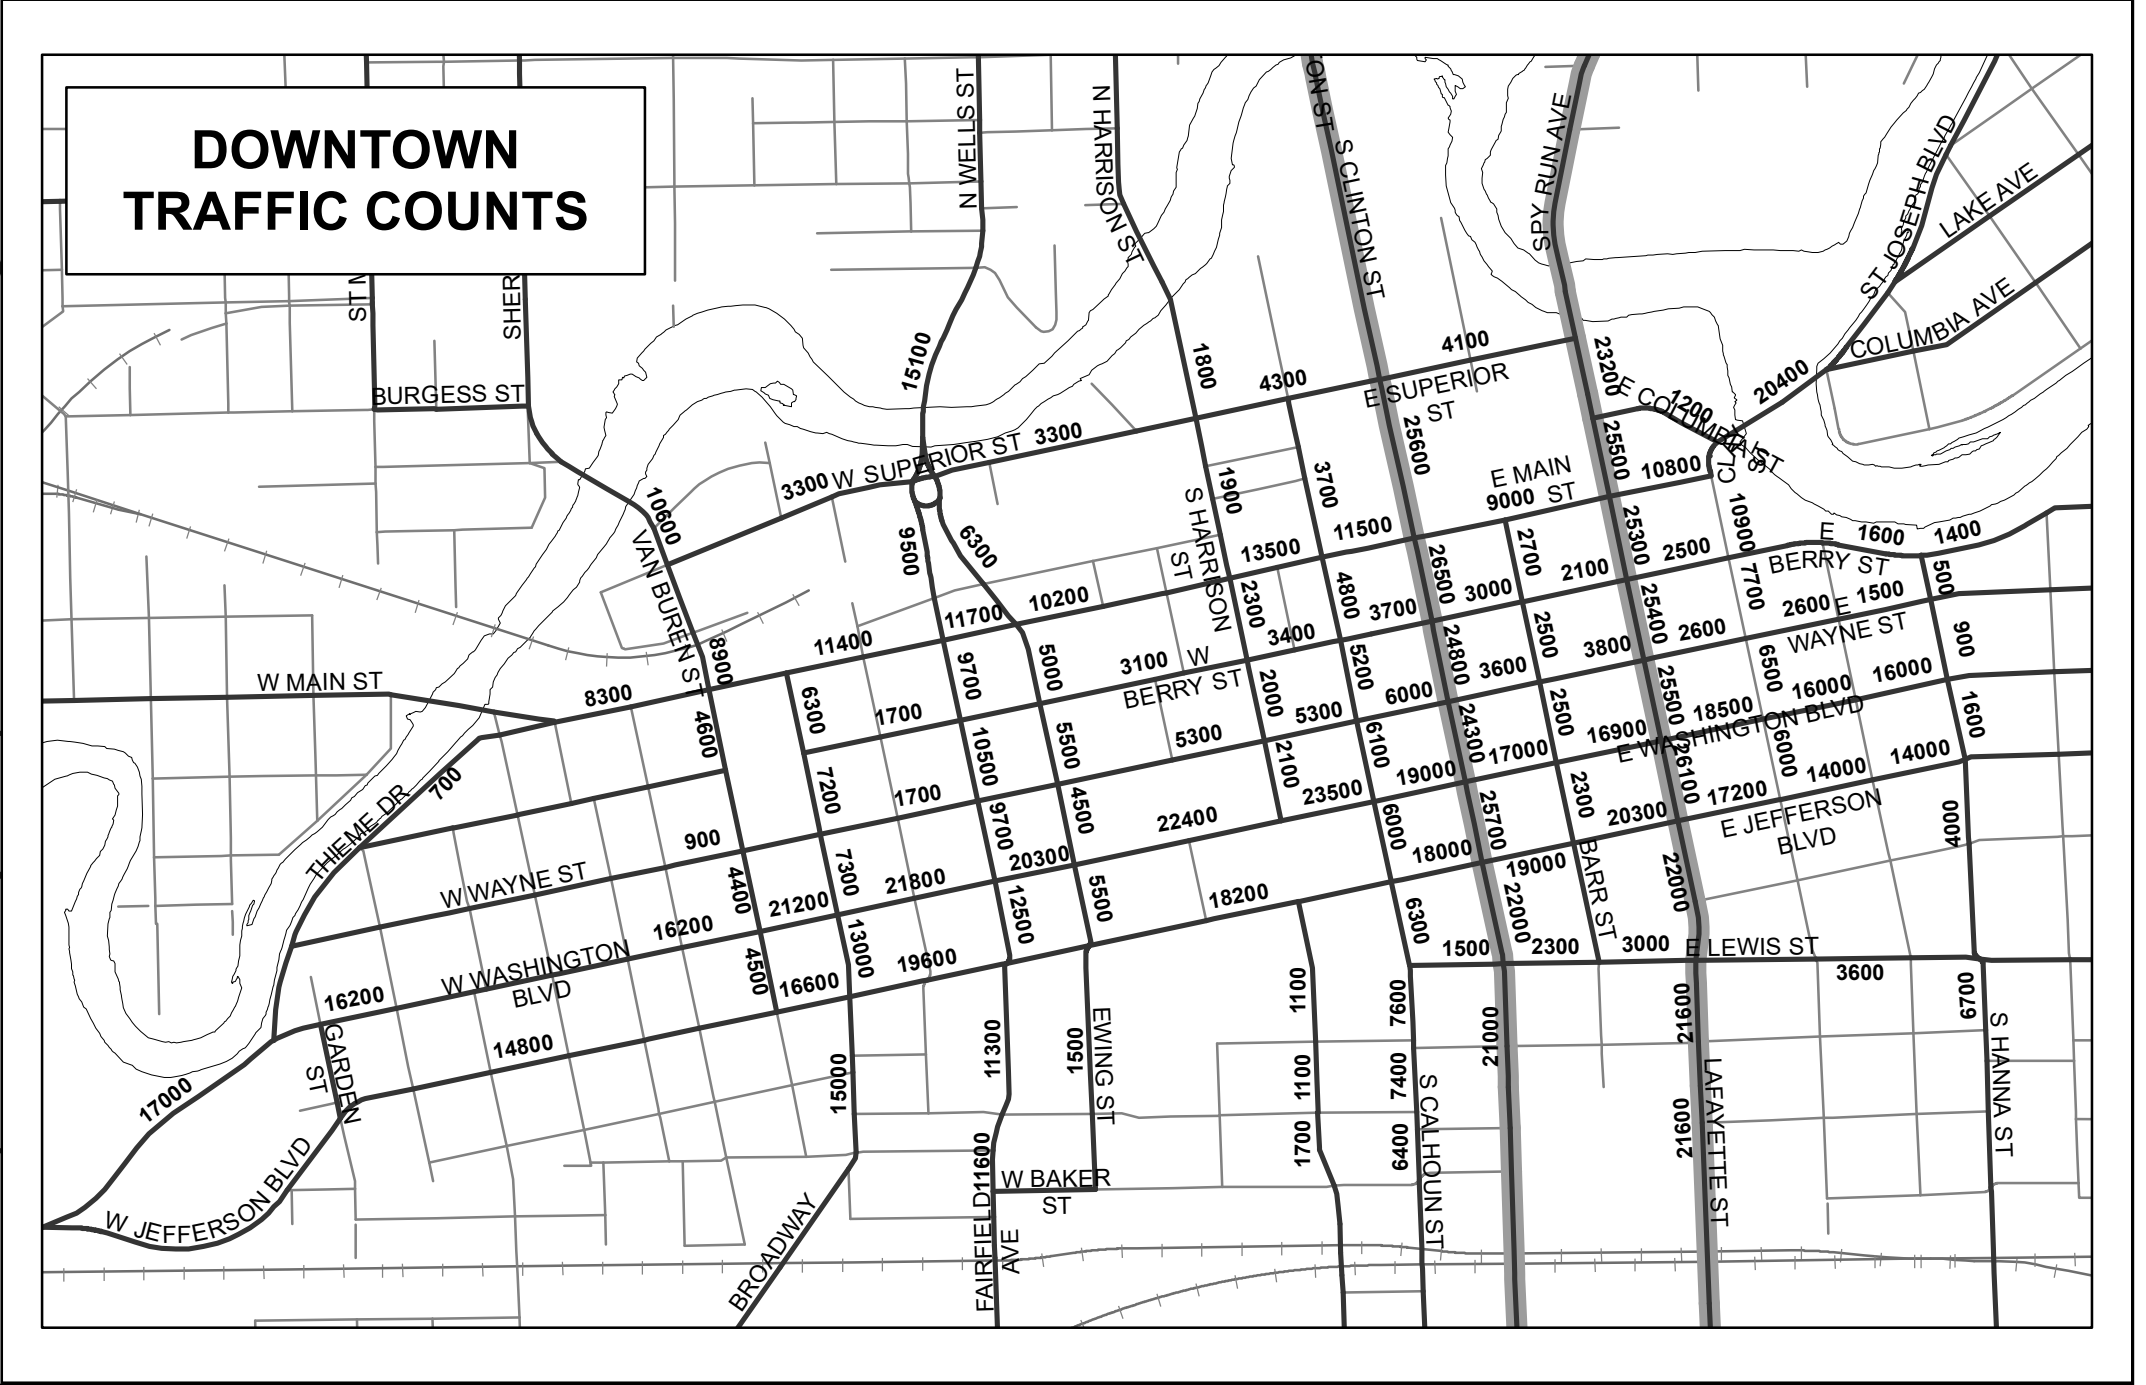 DOWNTOWN
TRAFFIC COUNTS
N WELLS ST
N HARRISON ST
ON ST
S CLINTON ST
SPY RUN AVE
ST JOSEPH BLVD
LAKE AVE
COLUMBIA AVE
ST M
SHER
BURGESS ST
15100
1800
4300
4100
E SUPERIOR
ST
23200
E COLUMBIA ST
1200
20400
3300
W SUPERIOR ST
3300
10600
VAN BUREN ST
9500
6300
S HARRISON
ST
1900
3700
25600
E MAIN
ST
9000
25500
10800
10900
13500
11500
26500
2700
25300
2500
E
BERRY ST
1600
1400
W MAIN ST
8300
8900
11400
11700
10200
2300
4800
3700
3000
2100
25400
7700
2600
E
WAYNE ST
1500
500
900
4600
6300
1700
9700
5000
3100
W
BERRY ST
3400
5200
24800
2500
3800
2600
6500
THIEME DR
700
7200
1700
10500
5500
5300
2000
5300
6000
3600
2500
25500
18500
16000
16000
E WASHINGTON BLVD
1600
W WAYNE ST
900
4400
7300
9700
4500
22400
2100
23500
6100
19000
24300
17000
16900
26100
6000
17200
14000
14000
E JEFFERSON
BLVD
W WASHINGTON
BLVD
16200
16200
21200
21800
20300
6000
18000
25700
2300
20300
19000
BARR ST
22000
4000
GARDEN
ST
14800
4500
16600
13000
19600
12500
5500
18200
6300
1500
22000
2300
3000
E LEWIS ST
3600
17000
W JEFFERSON BLVD
15000
BROADWAY
11300
11600
FAIRFIELD
AVE
1500
EWING ST
W BAKER
ST
1100
1100
1700
7600
7400
6400
S CALHOUN ST
21000
21600
21600
LAFAYETTE ST
6700
S HANNA ST